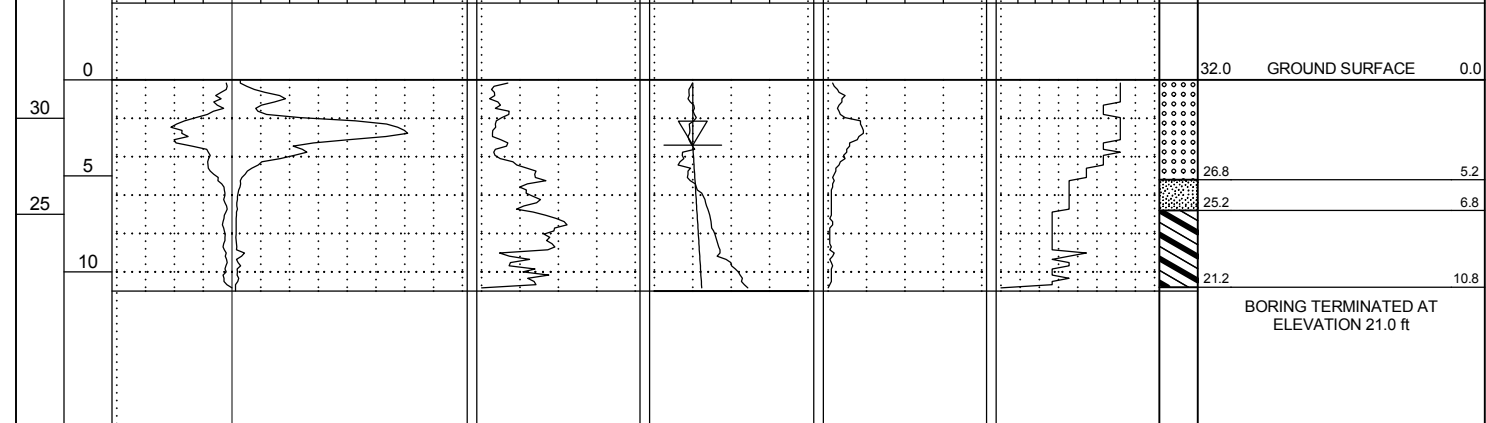 0
32.0 GROUND SURFACE 0.0
30
5
26.8 5.2
25
25.2 6.8
10
21.2 10.8
BORING TERMINATED AT
ELEVATION 21.0 ft